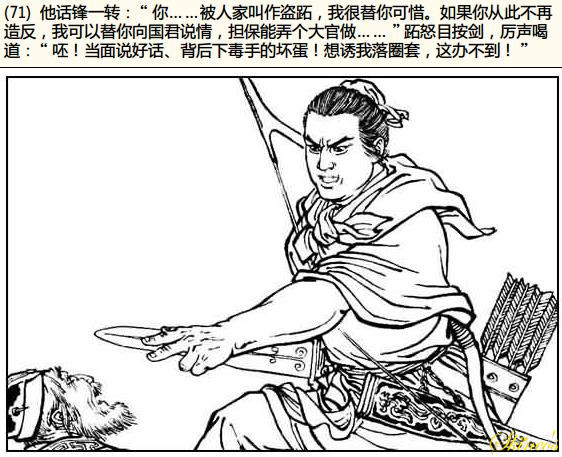 (71) 他话锋一转：“ 你……被人家叫作盗跖，我很替你可惜。如果你从此不再
造反，我可以替你向国君说情，担保能弄个大官做……”跖怒目按剑，厉声喝
道：“ 呸！当面说好话、背后下毒手的坏蛋！想诱我落圈套，这办不到！ ”